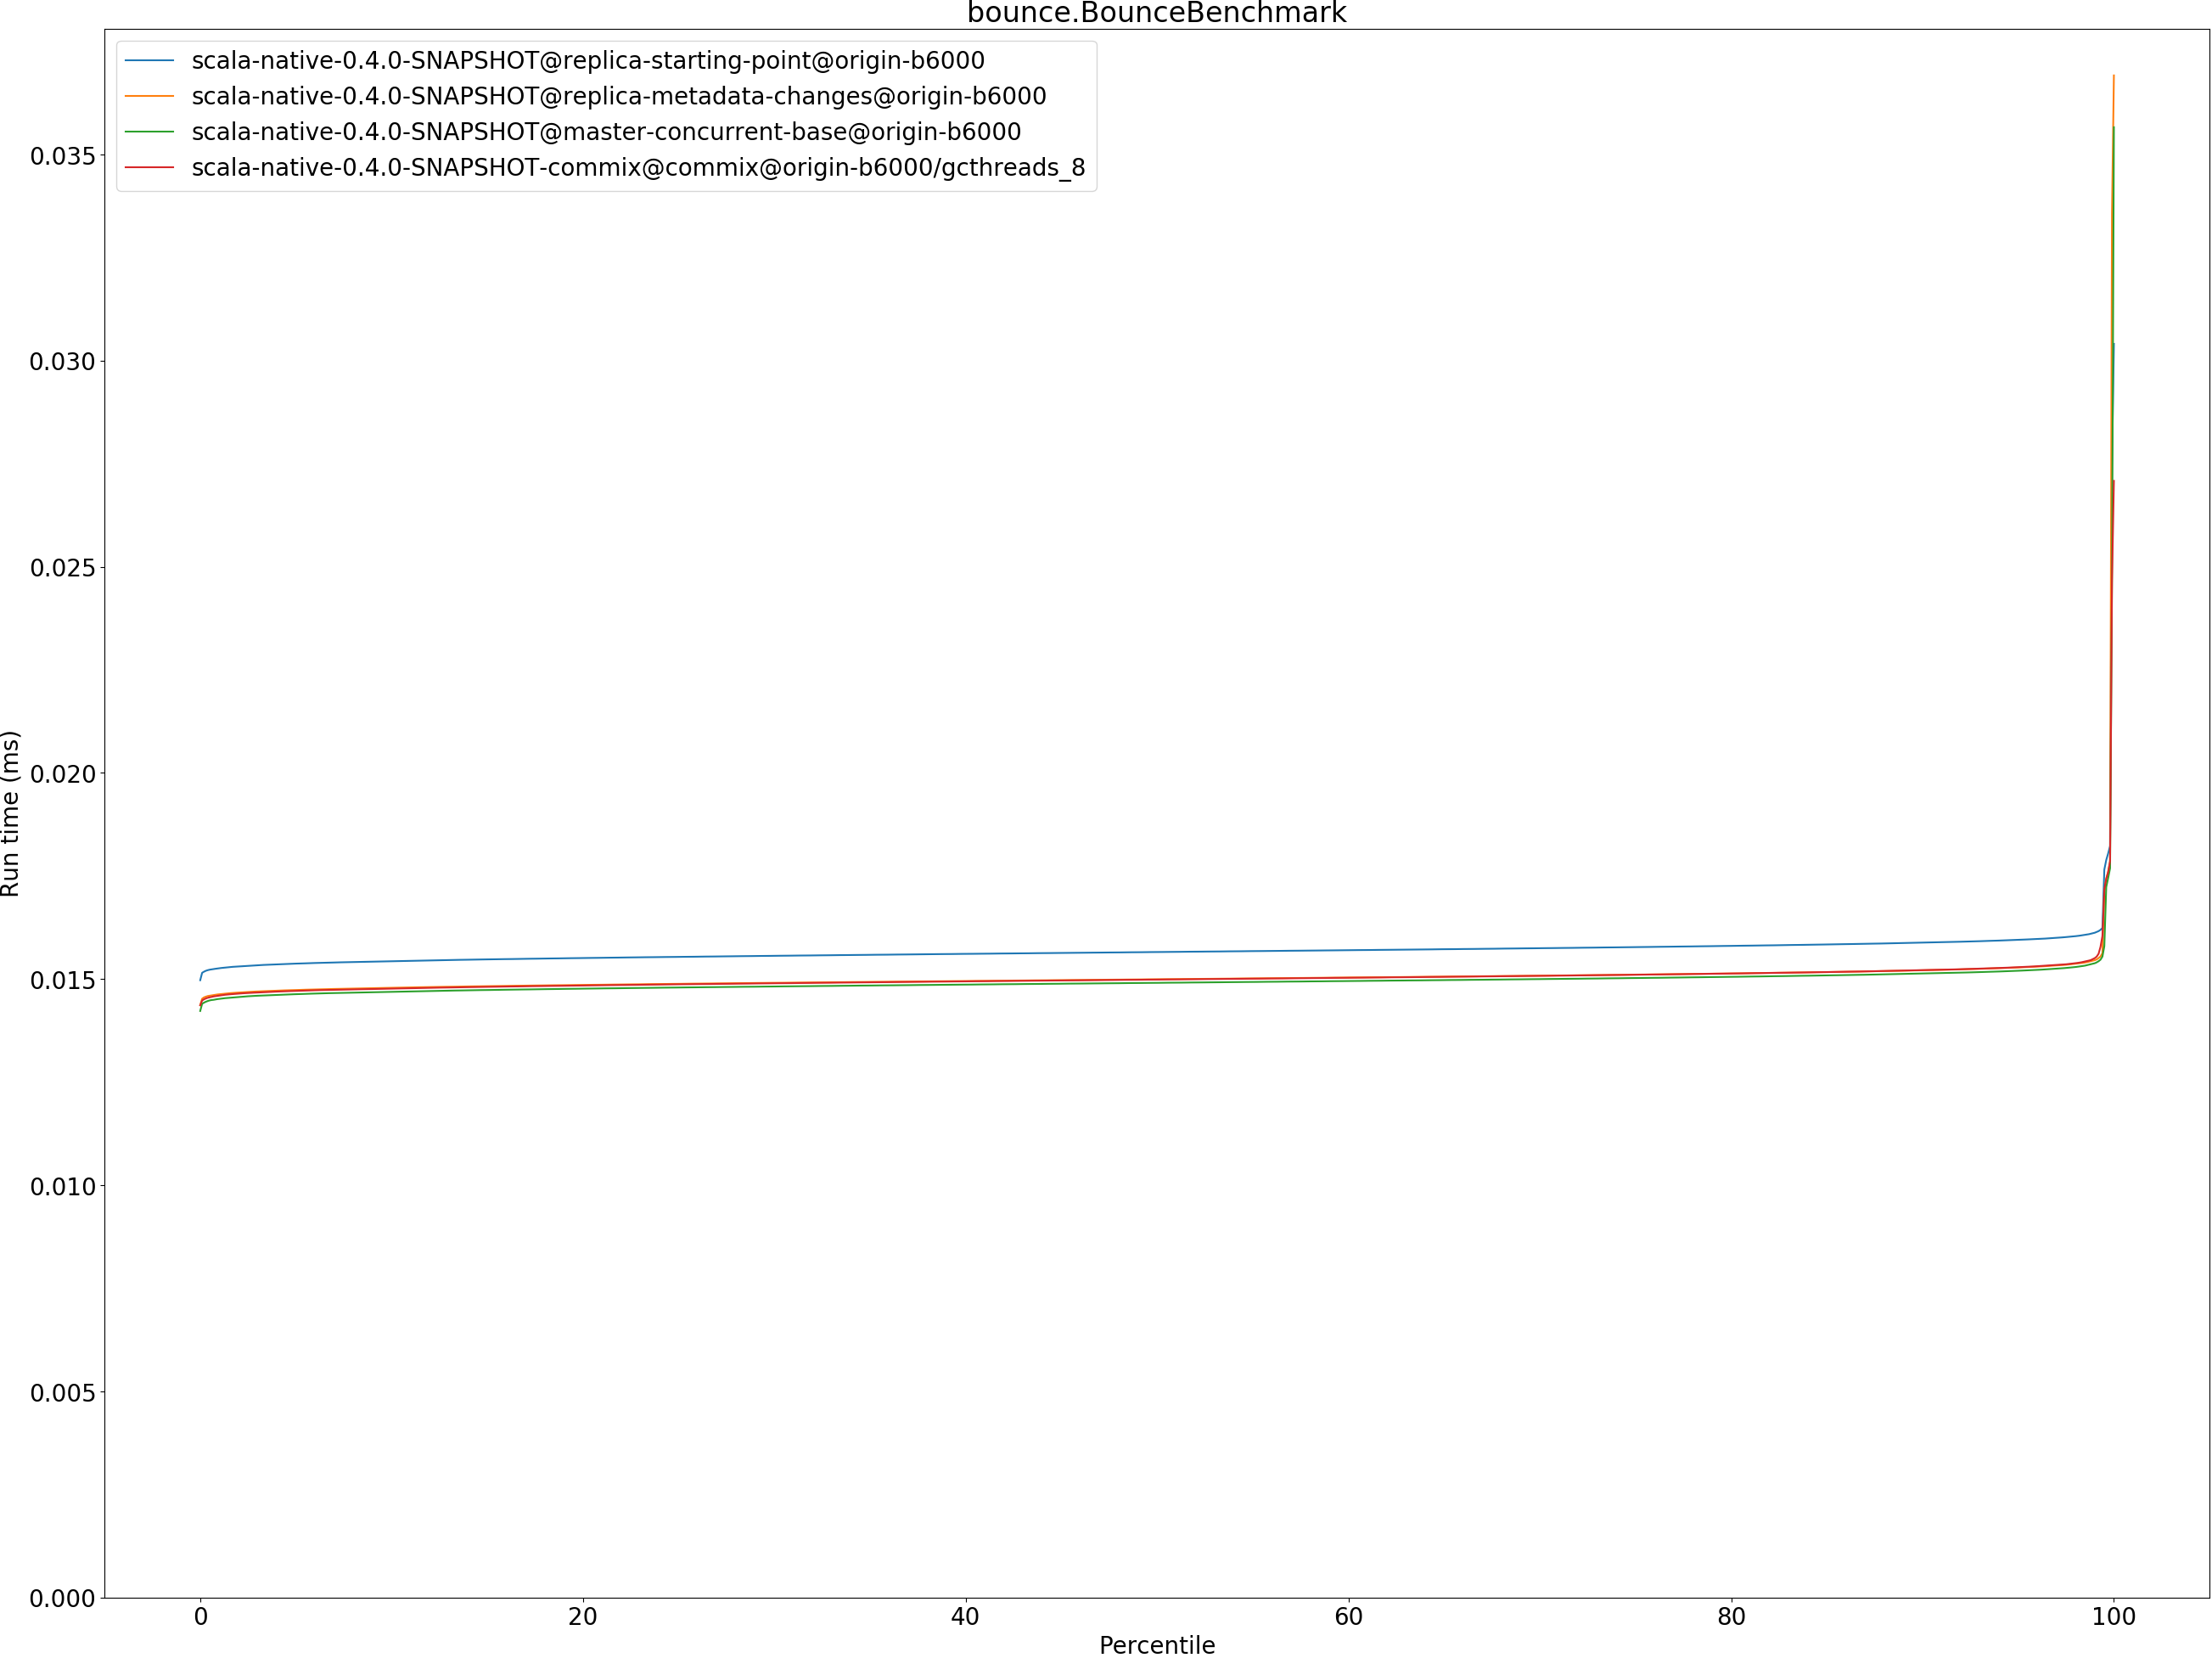 bounce.BounceBenchmark
scala-native-0.4.0-SNAPSHOT@replica-starting-point@origin-b6000
scala-native-0.4.0-SNAPSHOT@replica-metadata-changes@origin-b6000
scala-native-0.4.0-SNAPSHOT@master-concurrent-base@origin-b6000
scala-native-0.4.0-SNAPSHOT-commix@commix@origin-b6000/gcthreads_8
0.035
0.030
0.025
0.020
0.015
0.010
0.005
0.000
Run time (ms)
0 20 40 60 80 100
Percentile